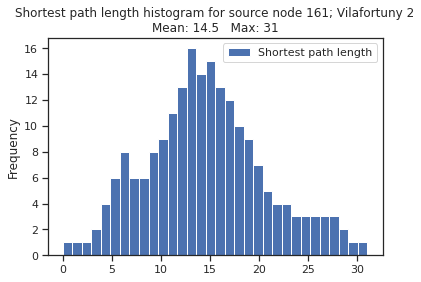 Shortest path length histogram for source node 161; Vilafortuny 2
Mean: 14.5   Max: 31
Shortest path length
Frequency
16
14
12
10
8
6
4
2
0
0 5 10 15 20 25 30